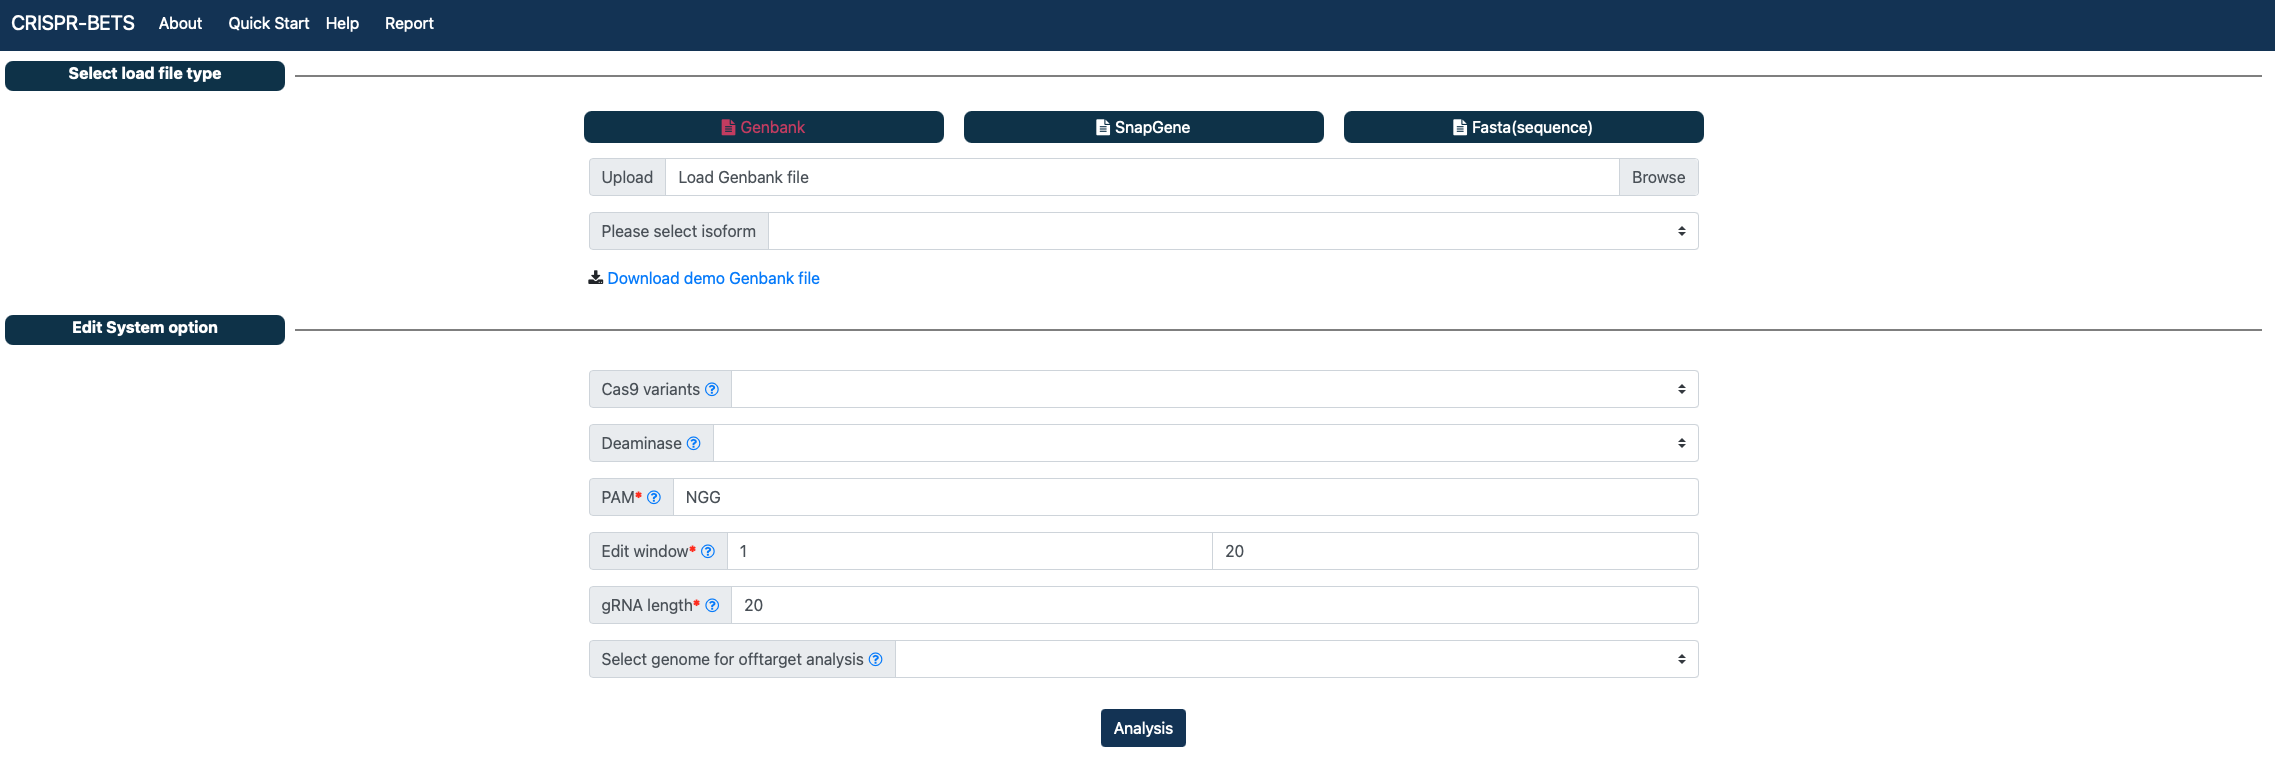 CRISPR-BETS About Quick Start Help Report
Select load file type
Genbank SnapGene Fasta(sequence)
Upload Load Genbank file Browse
Please select isoform
Download demo Genbank file
Edit System option
Cas9 variants ?
Deaminase ?
PAM* ? NGG
Edit window* ? 1 20
gRNA length* ? 20
Select genome for offtarget analysis ?
Analysis